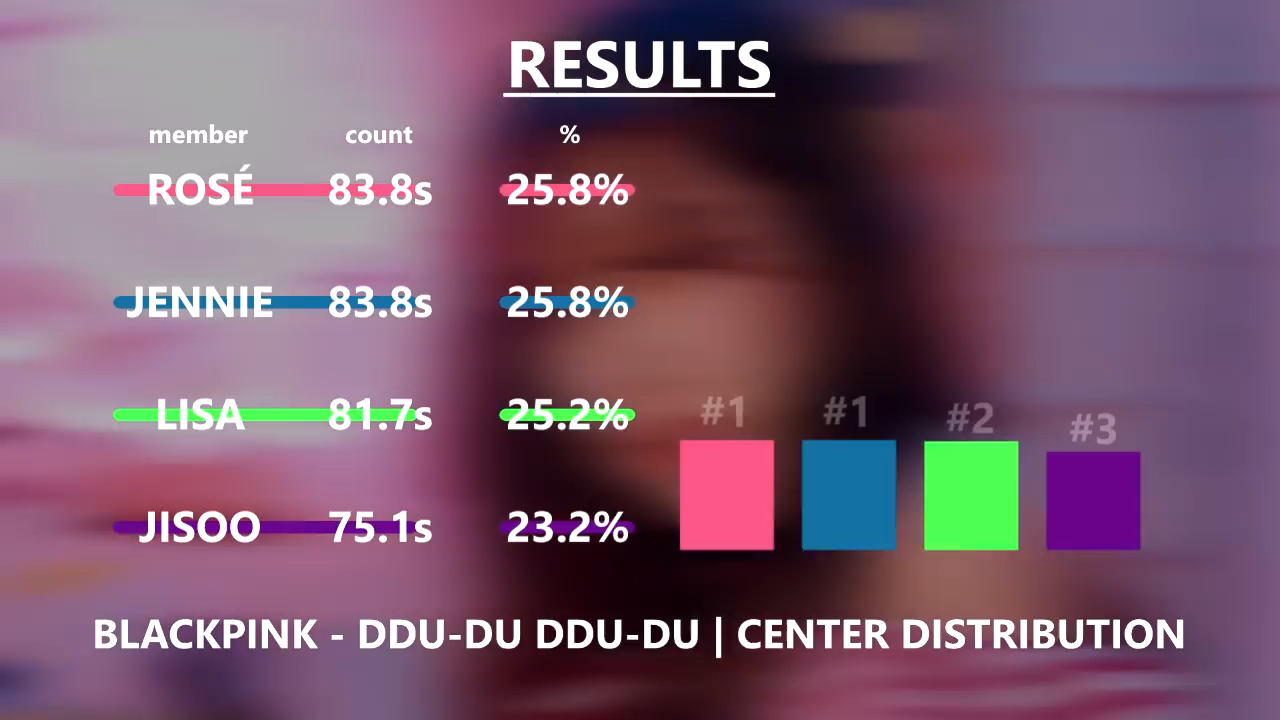 RESULTS
member count %
ROSÉ 83.8s 25.8%
JENNIE 83.8s 25.8%
LISA 81.7s 25.2%
#1 #1 #2 #3
JISOO 75.1s 23.2%
BLACKPINK - DDU-DU DDU-DU | CENTER DISTRIBUTION